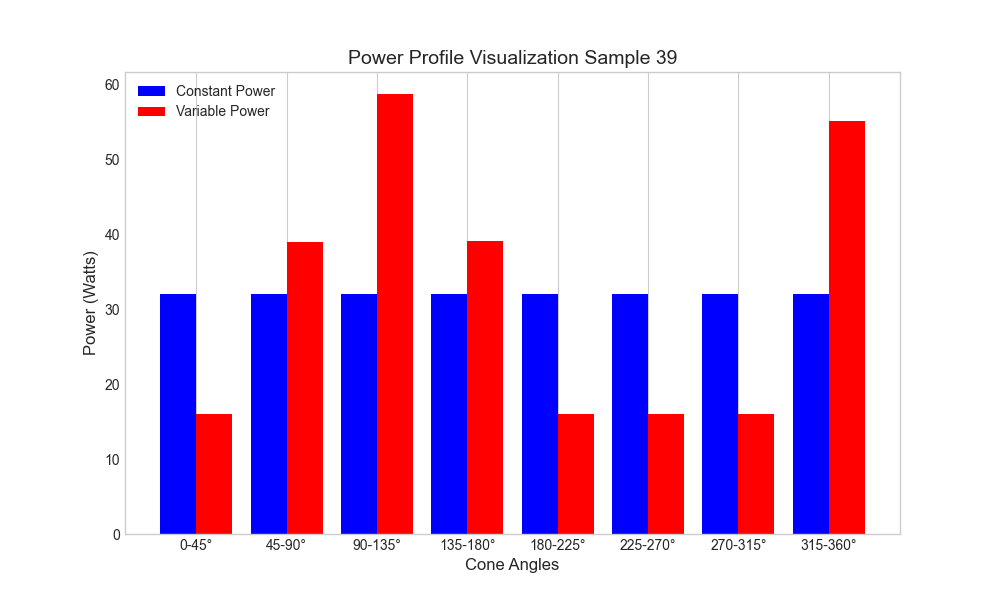 Power Profile Visualization Sample 39
Constant Power
Variable Power
Power (Watts)
60
50
40
30
20
10
0
0-45° 45-90° 90-135° 135-180° 180-225° 225-270° 270-315° 315-360°
Cone Angles